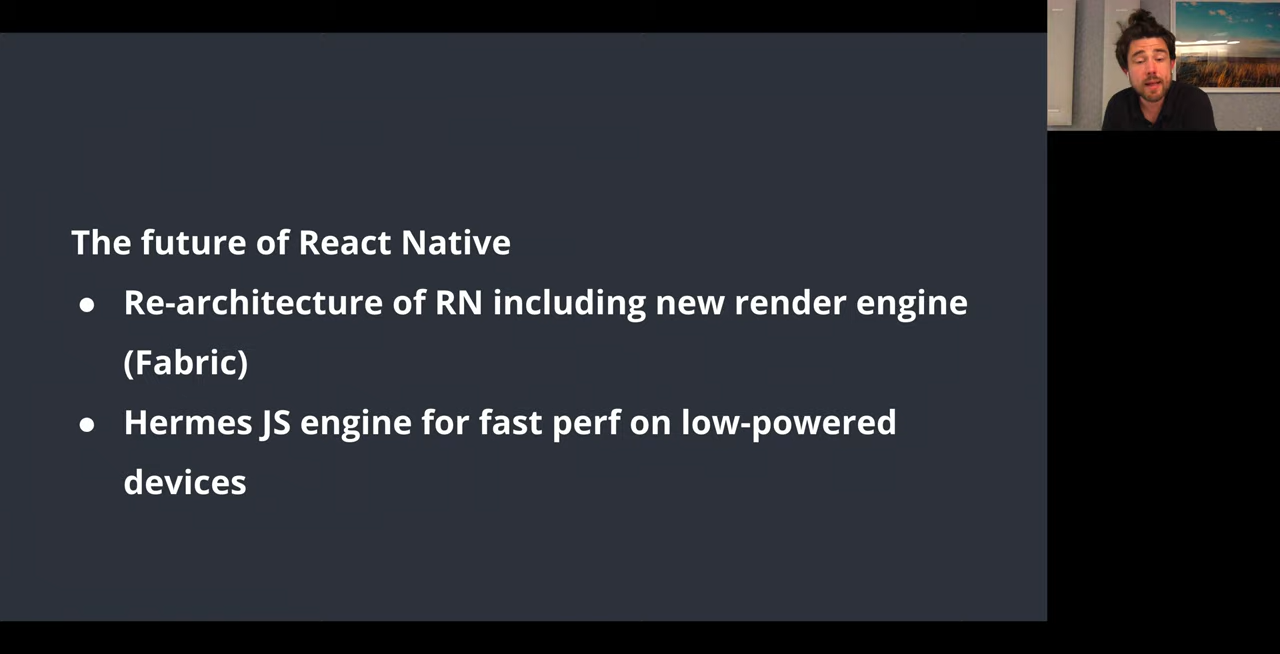 The future of React Native
● Re-architecture of RN including new render engine
(Fabric)
● Hermes JS engine for fast perf on low-powered
devices